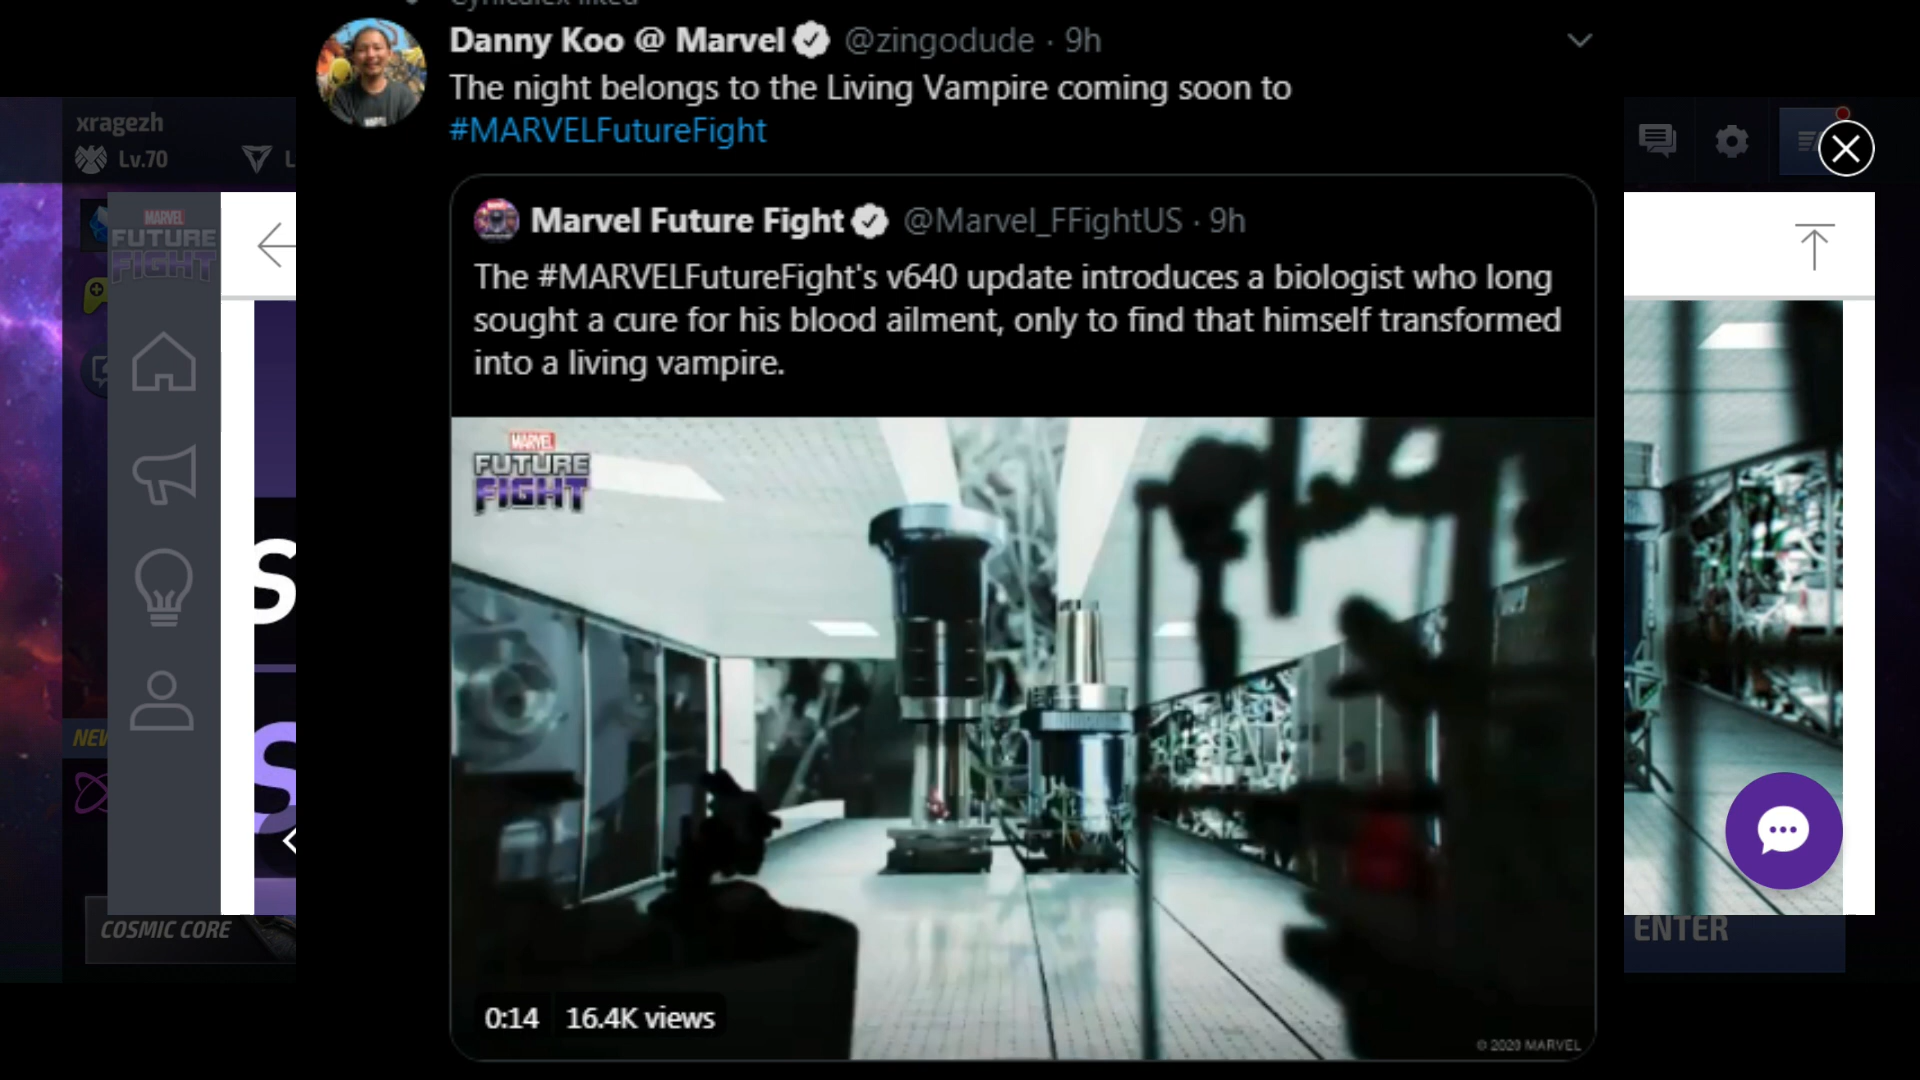 Danny Koo @ Marvel @zingodude · 9h
The night belongs to the Living Vampire coming soon to
#MARVELFutureFight
xragezh
Lv.70
L
MARVEL
FUTURE
FIGHT
Marvel Future Fight @Marvel_FFightUS · 9h
The #MARVELFutureFight's v640 update introduces a biologist who long
sought a cure for his blood ailment, only to find that himself transformed
into a living vampire.
MARVEL
FUTURE
FIGHT
S
NEW
S
COSMIC CORE
ENTER
0:14 16.4K views
© 2020 MARVEL